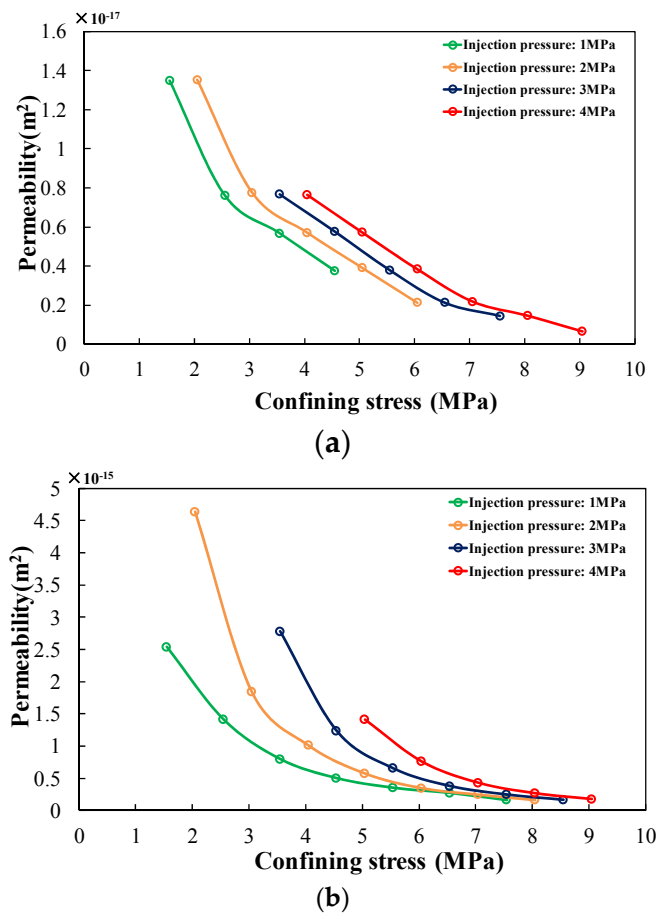 ×10⁻¹⁷
1.6
1.4
1.2
1
0.8
0.6
0.4
0.2
0
Permeability(m²)
Injection pressure: 1MPa
Injection pressure: 2MPa
Injection pressure: 3MPa
Injection pressure: 4MPa
0 1 2 3 4 5 6 7 8 9 10
Confining stress (MPa)
(a)
×10⁻¹⁵
5
4.5
4
3.5
3
2.5
2
1.5
1
0.5
0
Permeability(m²)
Injection pressure: 1MPa
Injection pressure: 2MPa
Injection pressure: 3MPa
Injection pressure: 4MPa
0 1 2 3 4 5 6 7 8 9 10
Confining stress (MPa)
(b)